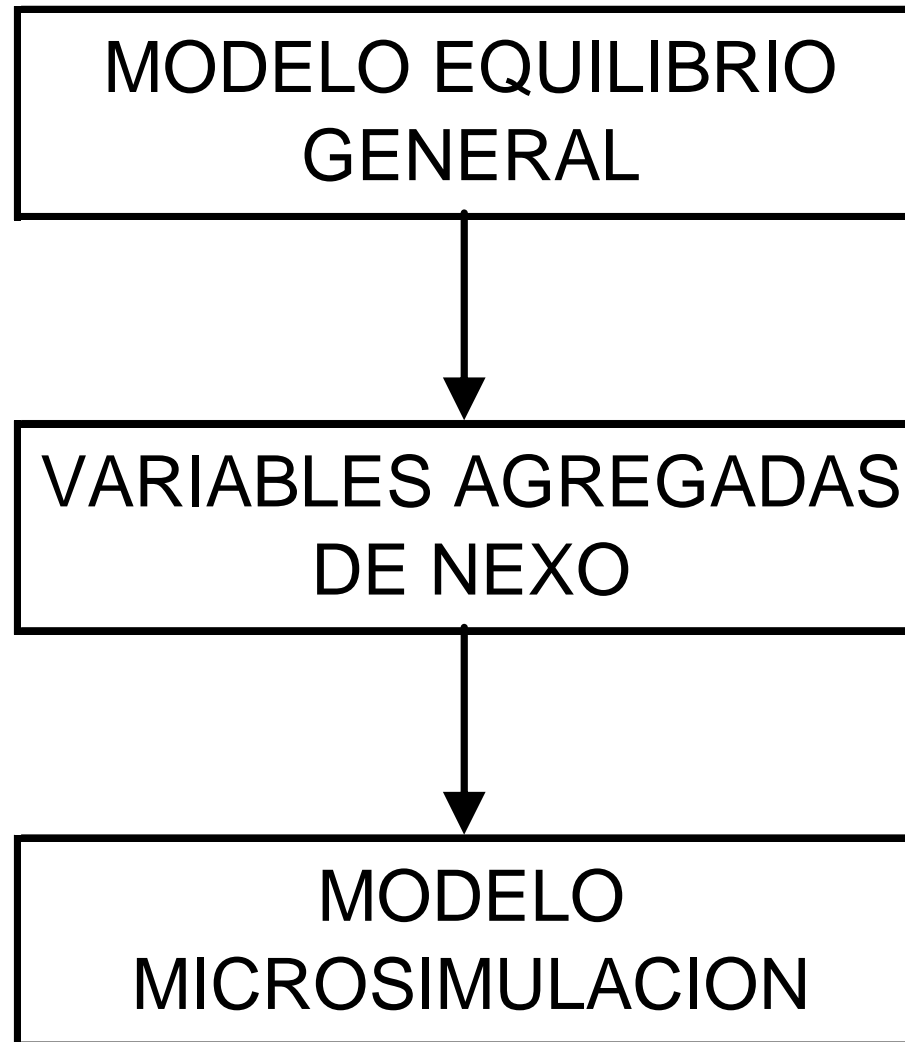 MODELO EQUILIBRIO
GENERAL
VARIABLES AGREGADAS
DE NEXO
MODELO
MICROSIMULACION